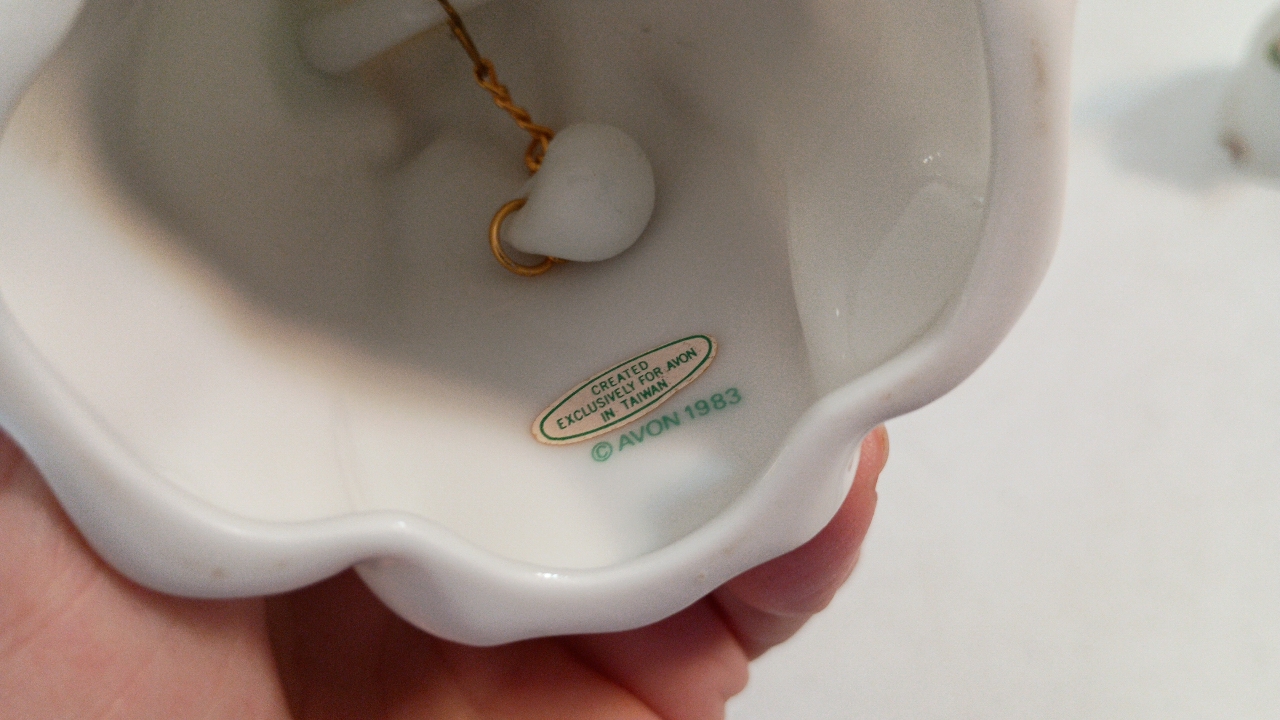 CREATED
EXCLUSIVELY FOR AVON
IN TAIWAN
© AVON 1983